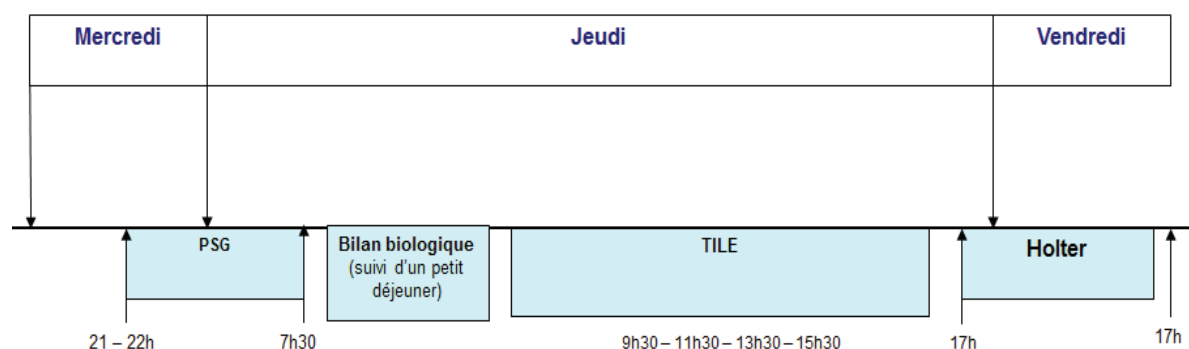 Mercredi
Jeudi
Vendredi
PSG
Bilan biologique
(suivi d'un petit
déjeuner)
TILE
Holter
21 – 22h
7h30
9h30 – 11h30 – 13h30 – 15h30
17h
17h